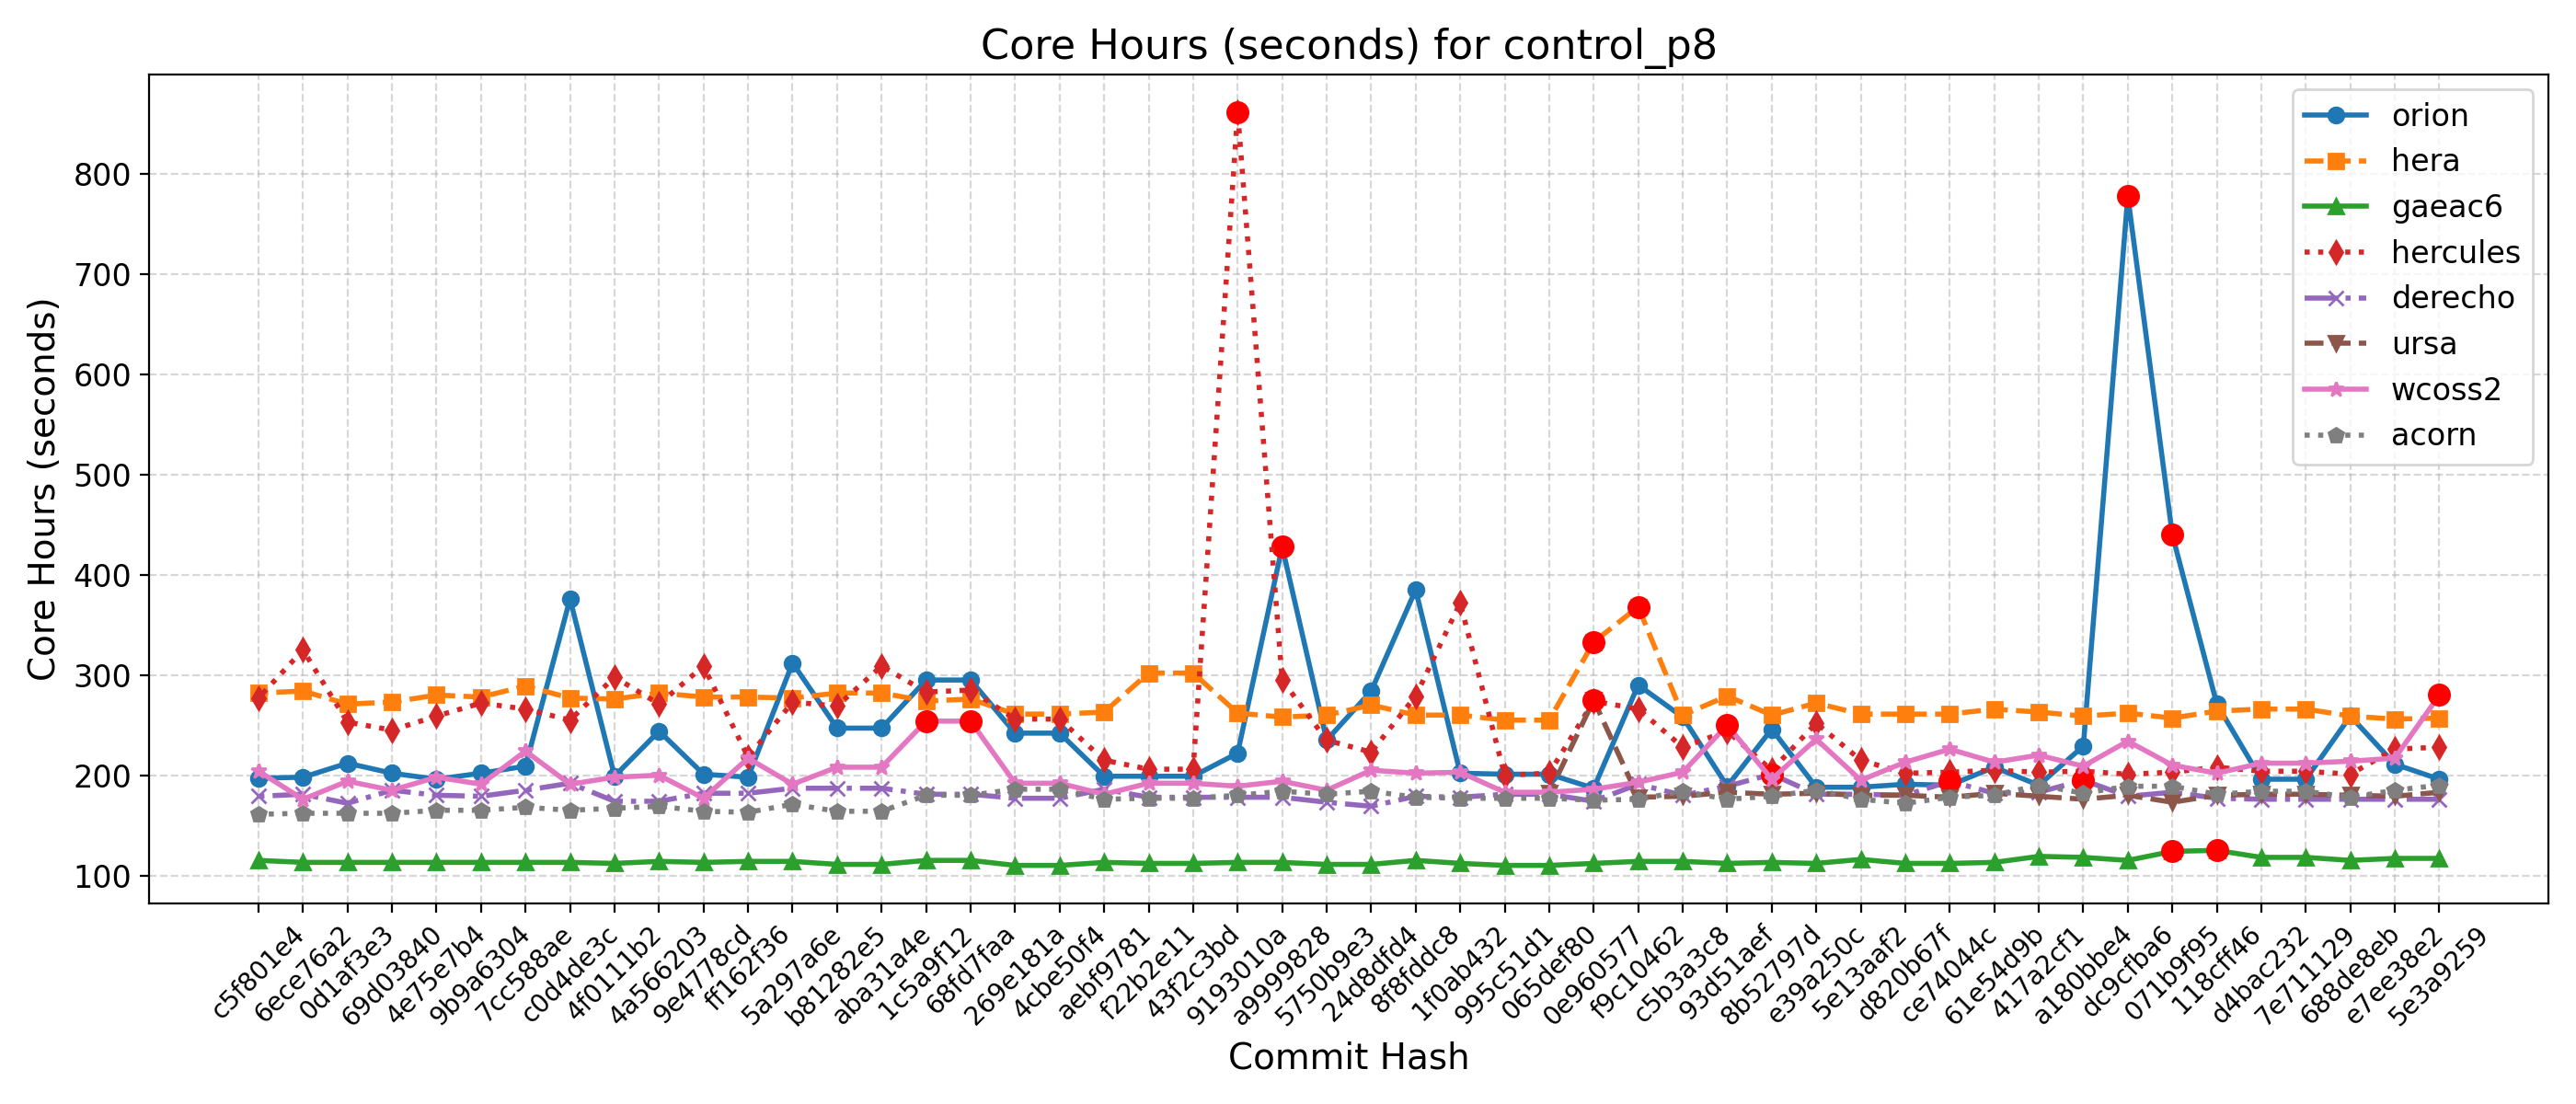 Core Hours (seconds) for control_p8
Core Hours (seconds)
800
700
600
500
400
300
200
100
orion
hera
gaeac6
hercules
derecho
ursa
wcoss2
acorn
c5f801e4
6ece76a2
0d1af3e3
69d03840
4e75e7b4
9b9a6304
7cc588ae
c0d4de3c
4f0111b2
4a566203
9e4778cd
ff162f36
5a297a6e
b81282e5
aba31a4e
1c5a9f12
68fd7faa
269e181a
4cbe50f4
aebf9781
f22b2e11
43f2c3bd
9193010a
a9999828
5750b9e3
24d8dfd4
8f8fddc8
1f0ab432
995c51d1
065def80
0e960577
f9c10462
c5b3a3c8
93d51aef
8b52797d
e39a250c
5e13aaf2
d820b67f
ce74044c
61e54d9b
417a2cf1
a180bbe4
dc9cfba6
071b9f95
118cff46
d4bac232
7e711129
688de8eb
e7ee38e2
5e3a9259
Commit Hash